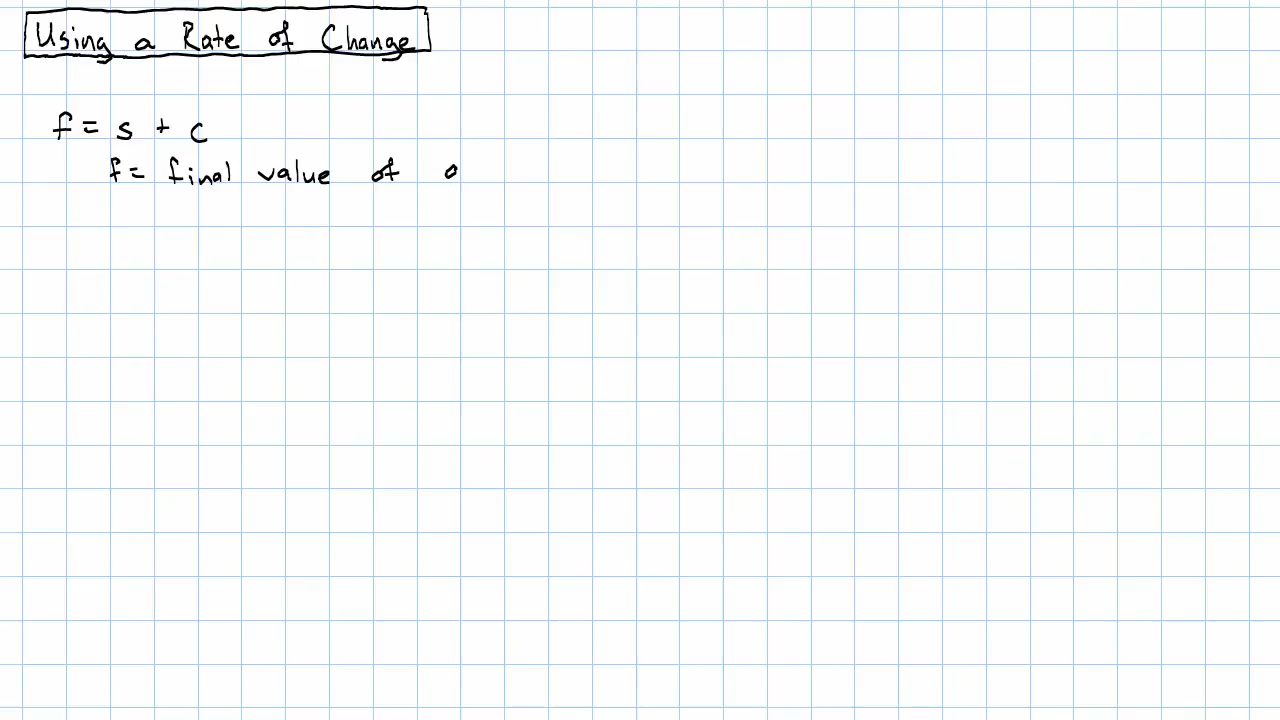 Using a Rate of Change
f = s + c
f = final value of a